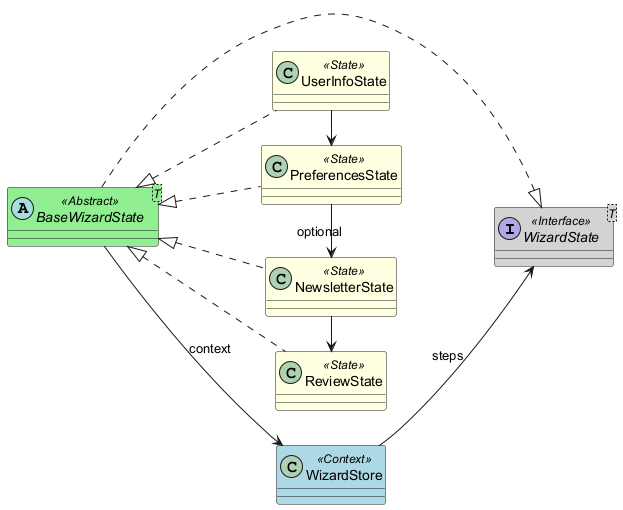 «State»
C UserInfoState
«State»
C PreferencesState
T
«Abstract»
A BaseWizardState
T
«Interface»
I WizardState
optional
«State»
C NewsletterState
context
steps
«State»
C ReviewState
«Context»
C WizardStore